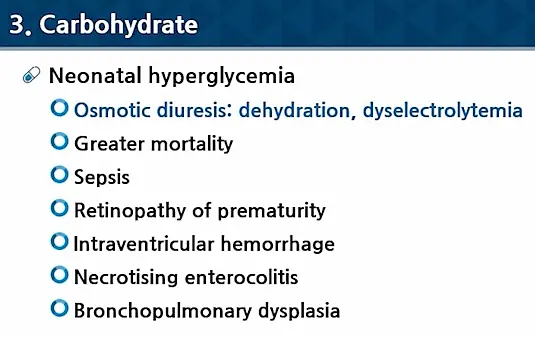 3. Carbohydrate
Neonatal hyperglycemia
Osmotic diuresis: dehydration, dyselectrolytemia
Greater mortality
Sepsis
Retinopathy of prematurity
Intraventricular hemorrhage
Necrotising enterocolitis
Bronchopulmonary dysplasia